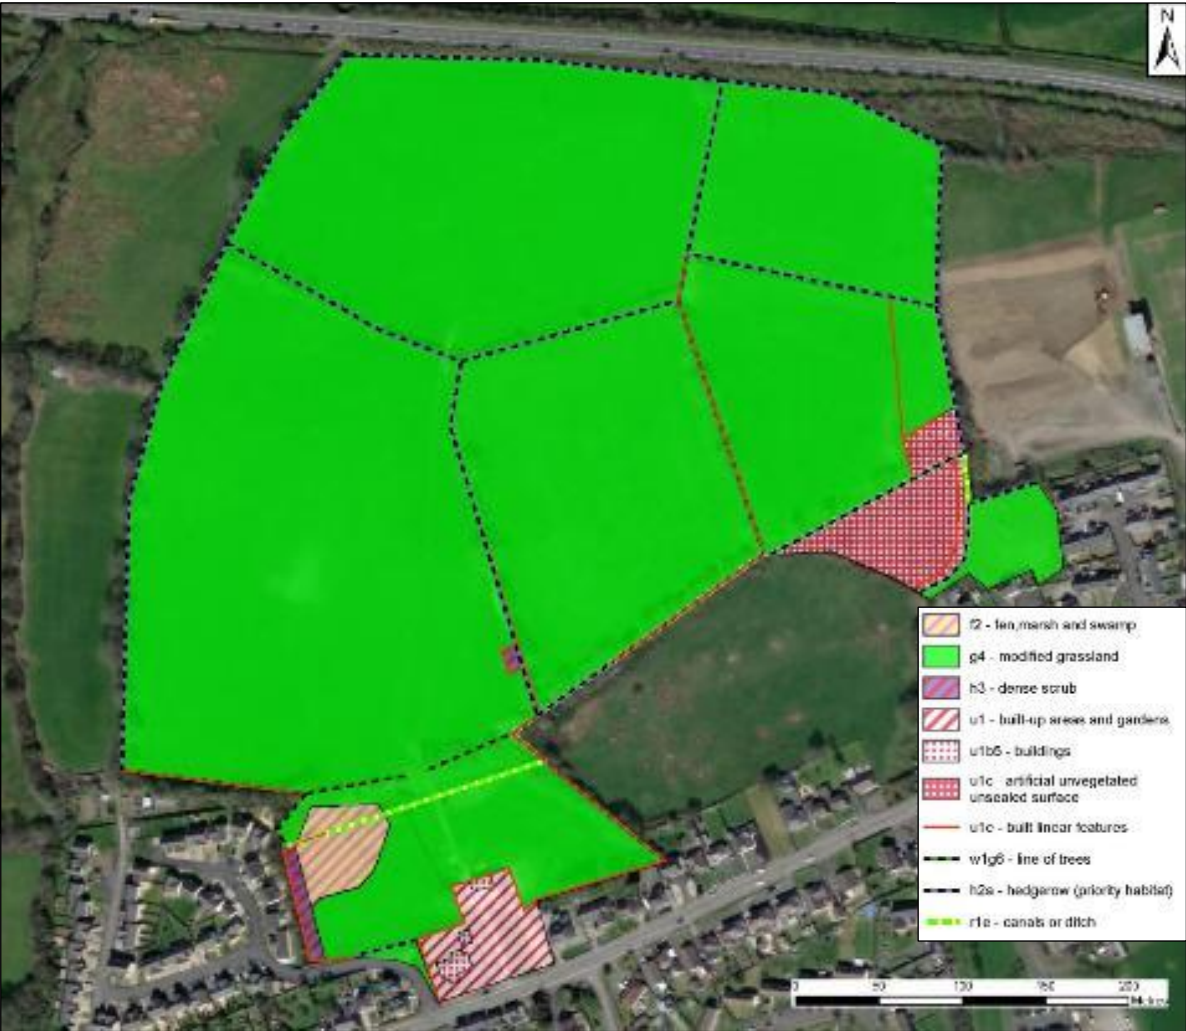 N
f2 - fen,marsh and swamp
g4 - modified grassland
h3 - dense scrub
u1 - built-up areas and gardens
u1b5 - buildings
u1c artificial unvegetated
unsealed surface
u1e - built linear features
w1g6 - line of trees
h2a - hedgerow (priority habitat)
r1e - canals or ditch
0 50 100 150 200
Metres